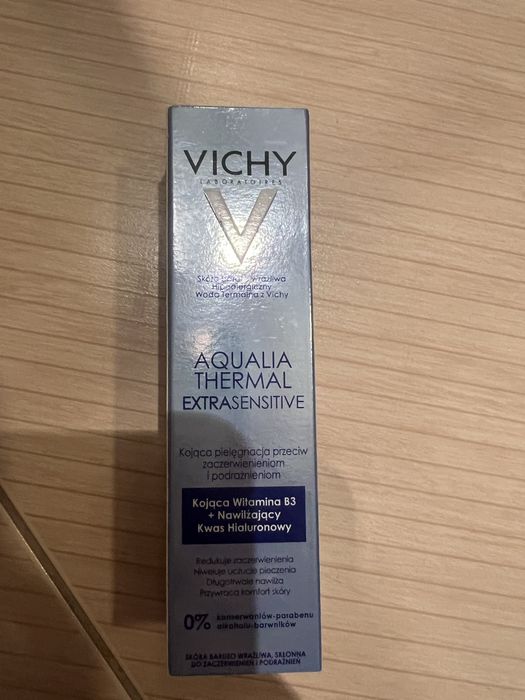 VICHY
LABORATOIRES
Skóra wrażliwa
Hipoalergiczny
Woda Termalna z Vichy
AQUALIA
THERMAL
EXTRASENSITIVE
Kojąca pielęgnacja przeciw
zaczerwienieniom
i podrażnieniom
Kojąca Witamina B3
+ Nawilżający
Kwas Hialuronowy
Redukuje zaczerwienienia
Niweluje uczucie pieczenia
Długotrwale nawilża
Przywraca komfort skóry
0% konserwantów-parabenu
alkoholu-barwników
SKÓRA BARDZO WRAŻLIWA, SKŁONNA
DO ZACZERWIENIEŃ I PODRAŻNIEŃ